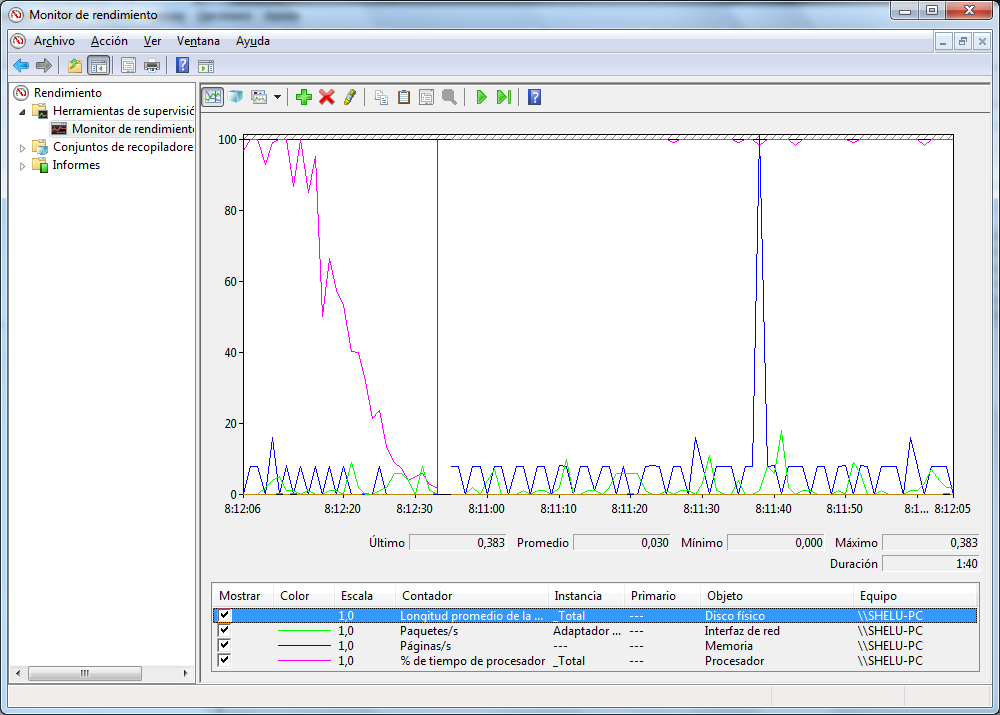 Monitor de rendimiento
Archivo Acción Ver Ventana Ayuda
Rendimiento
Herramientas de supervisió
Monitor de rendimiento
Conjuntos de recopiladore
Informes
100
80
60
40
20
0
8:12:06 8:12:20 8:12:30 8:11:00 8:11:10 8:11:20 8:11:30 8:11:40 8:11:50 8:1... 8:12:05
Último 0,383 Promedio 0,030 Mínimo 0,000 Máximo 0,383
Duración 1:40
Mostrar Color Escala Contador Instancia Primario Objeto Equipo
1,0 Longitud promedio de la ... _Total --- Disco físico \\SHELU-PC
1,0 Paquetes/s Adaptador ... --- Interfaz de red \\SHELU-PC
1,0 Páginas/s --- --- Memoria \\SHELU-PC
1,0 % de tiempo de procesador _Total --- Procesador \\SHELU-PC